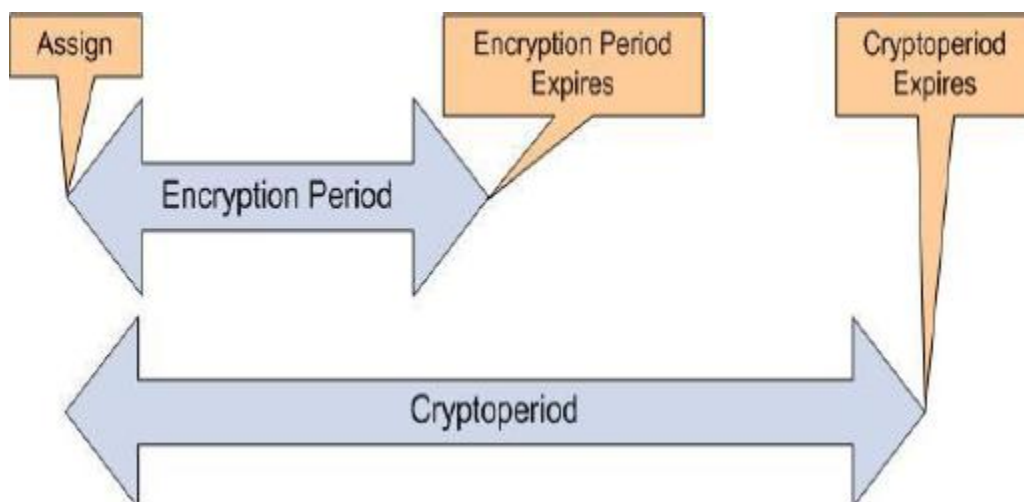 Assign
Encryption Period
Expires
Cryptoperiod
Expires
Encryption Period
Cryptoperiod